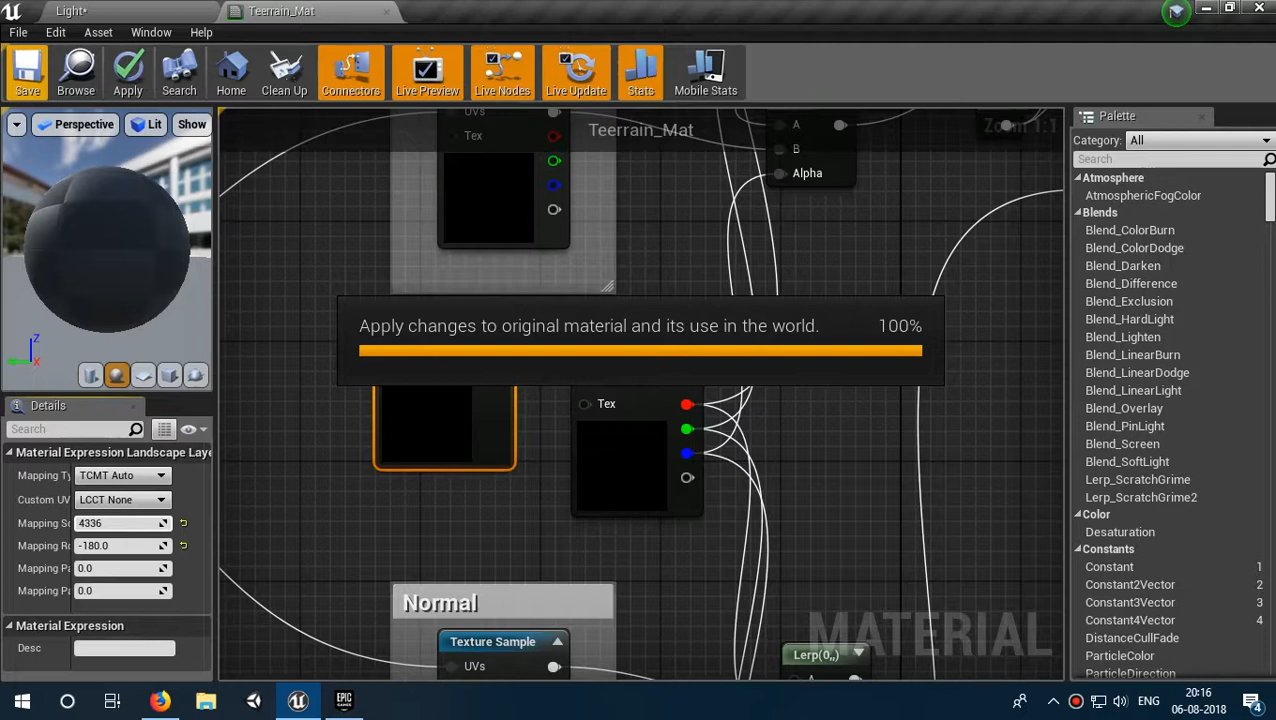 Light*
Teerrain_Mat
File Edit Asset Window Help
Save
Browse
Apply
Search
Home
Clean Up
Connectors
Live Preview
Live Nodes
Live Update
Stats
Mobile Stats
Perspective
Lit
Show
UVs
Tex
Teerrain_Mat
Zoom 1:1
A
B
Alpha
Apply changes to original material and its use in the world. 100%
Tex
Normal
Texture Sample
UVs
Lerp(0,,)
A
MATERIAL
Z
X
Details
Search
Material Expression Landscape Laye
Mapping Ty TCMT Auto
Custom UV LCCT None
Mapping Sc 4336
Mapping Ro -180.0
Mapping Pa 0.0
Mapping Pa 0.0
Material Expression
Desc
Palette
Category: All
Search
Atmosphere
AtmosphericFogColor
Blends
Blend_ColorBurn
Blend_ColorDodge
Blend_Darken
Blend_Difference
Blend_Exclusion
Blend_HardLight
Blend_Lighten
Blend_LinearBurn
Blend_LinearDodge
Blend_LinearLight
Blend_Overlay
Blend_PinLight
Blend_Screen
Blend_SoftLight
Lerp_ScratchGrime
Lerp_ScratchGrime2
Color
Desaturation
Constants
Constant 1
Constant2Vector 2
Constant3Vector 3
Constant4Vector 4
DistanceCullFade
ParticleColor
ParticleDirection
EPIC
GAMES
ENG
20:16
06-08-2018
4